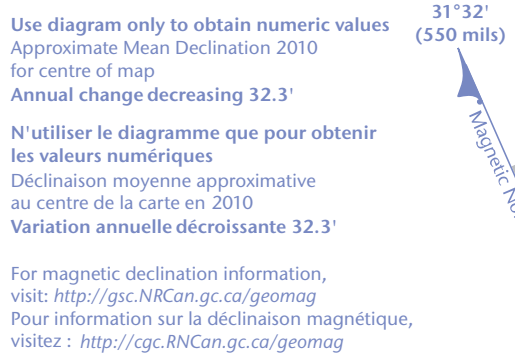 Use diagram only to obtain numeric values
Approximate Mean Declination 2010
for centre of map
Annual change decreasing 32.3'
N'utiliser le diagramme que pour obtenir
les valeurs numériques
Déclinaison moyenne approximative
au centre de la carte en 2010
Variation annuelle décroissante 32.3'
For magnetic declination information,
visit: http://gsc.NRCan.gc.ca/geomag
Pour information sur la déclinaison magnétique,
visitez : http://cgc.RNCan.gc.ca/geomag
31°32'
(550 mils)
Magnetic